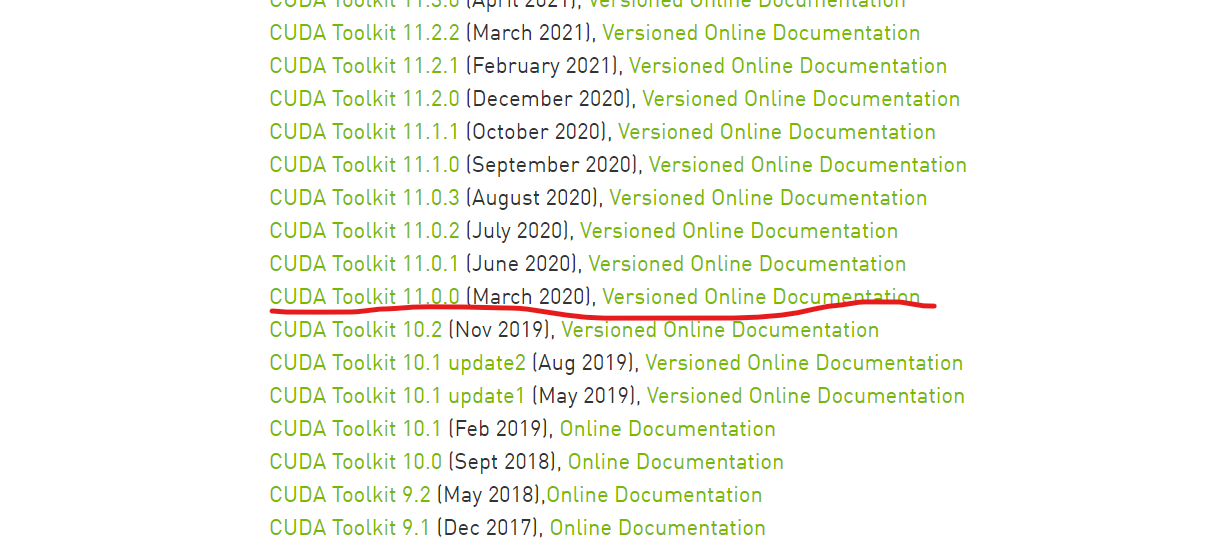 CUDA Toolkit 11.3.0 (April 2021), Versioned Online Documentation
CUDA Toolkit 11.2.2 (March 2021), Versioned Online Documentation
CUDA Toolkit 11.2.1 (February 2021), Versioned Online Documentation
CUDA Toolkit 11.2.0 (December 2020), Versioned Online Documentation
CUDA Toolkit 11.1.1 (October 2020), Versioned Online Documentation
CUDA Toolkit 11.1.0 (September 2020), Versioned Online Documentation
CUDA Toolkit 11.0.3 (August 2020), Versioned Online Documentation
CUDA Toolkit 11.0.2 (July 2020), Versioned Online Documentation
CUDA Toolkit 11.0.1 (June 2020), Versioned Online Documentation
CUDA Toolkit 11.0.0 (March 2020), Versioned Online Documentation
CUDA Toolkit 10.2 (Nov 2019), Versioned Online Documentation
CUDA Toolkit 10.1 update2 (Aug 2019), Versioned Online Documentation
CUDA Toolkit 10.1 update1 (May 2019), Versioned Online Documentation
CUDA Toolkit 10.1 (Feb 2019), Online Documentation
CUDA Toolkit 10.0 (Sept 2018), Online Documentation
CUDA Toolkit 9.2 (May 2018),Online Documentation
CUDA Toolkit 9.1 (Dec 2017), Online Documentation